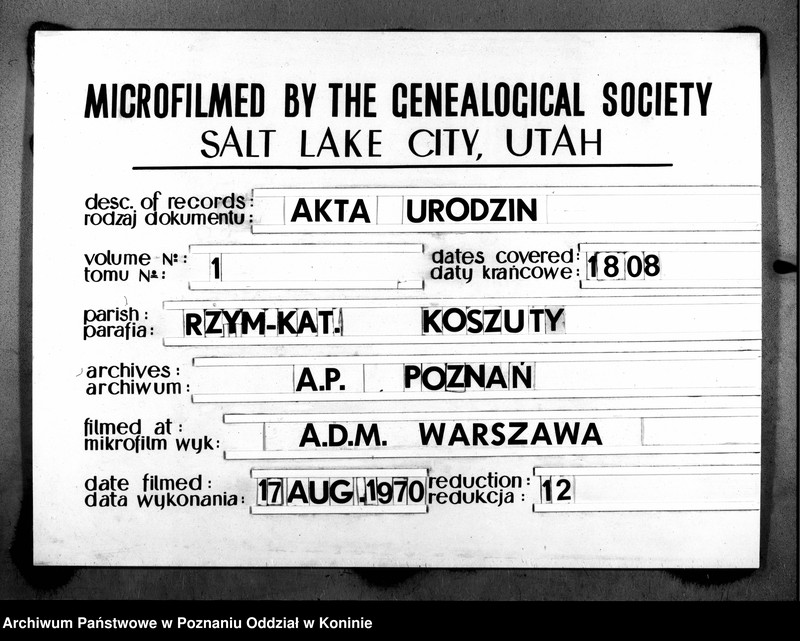 MICROFILMED BY THE GENEALOGICAL SOCIETY
SALT LAKE CITY, UTAH
desc. of records:
rodzaj dokumentu: AKTA URODZIN
volume Nº:
tomu Nº: 1
dates covered:
daty krańcowe: 1808
parish:
parafia: RZYM-KAT. KOSZUTY
archives:
archiwum: A.P. POZNAŃ
filmed at:
mikrofilm wyk: A.D.M. WARSZAWA
date filmed:
data wykonania: 17 AUG. 1970
reduction:
redukcja: 12
Archiwum Państwowe w Poznaniu Oddział w Koninie